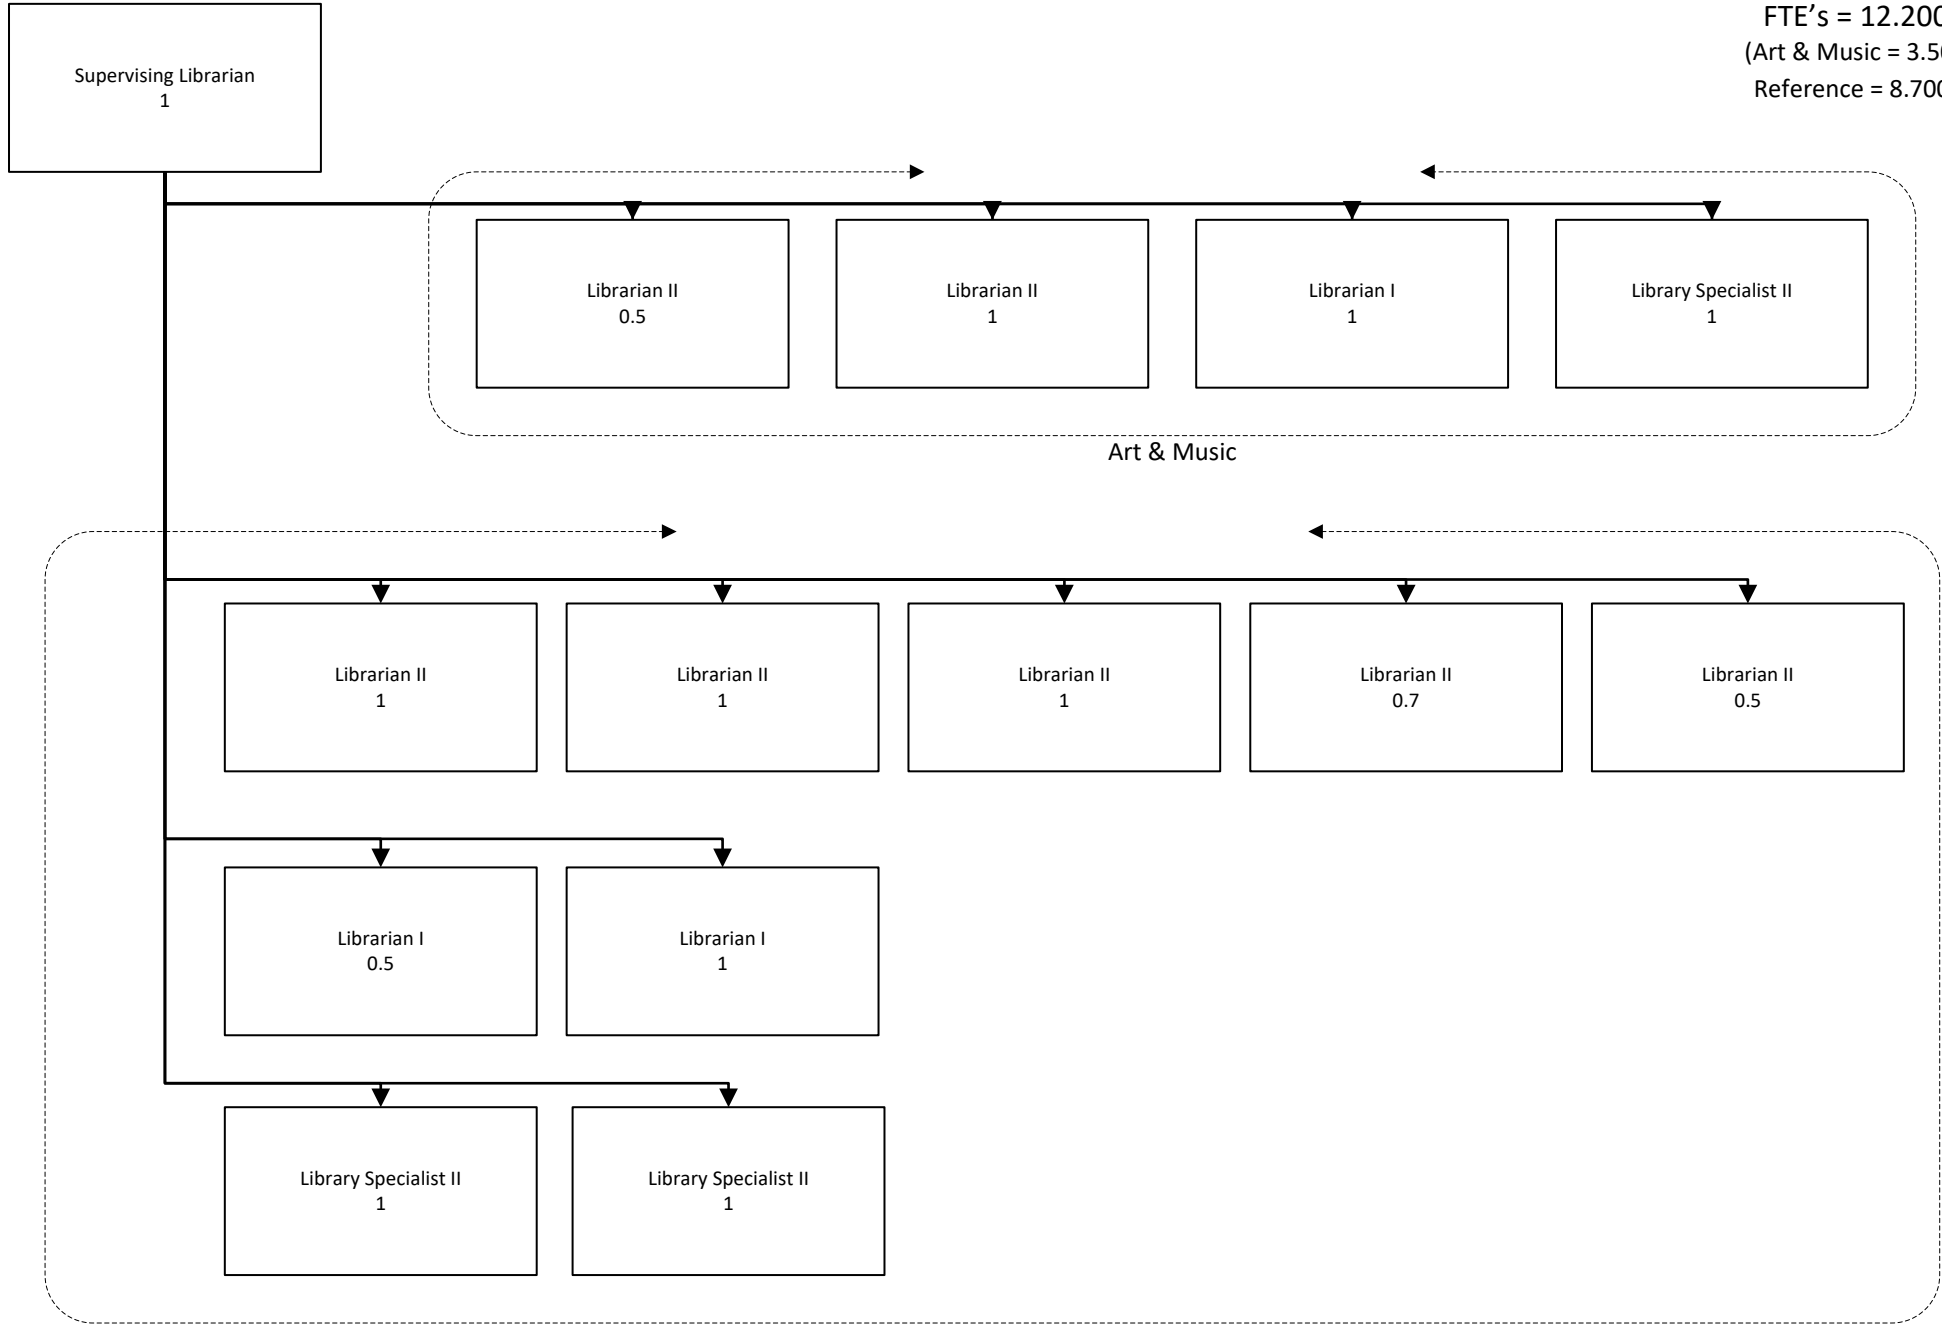 FTE's = 12.200
(Art & Music = 3.50
Reference = 8.700
Supervising Librarian
1
Librarian II
0.5
Librarian II
1
Librarian I
1
Library Specialist II
1
Art & Music
Librarian II
1
Librarian II
1
Librarian II
1
Librarian II
0.7
Librarian II
0.5
Librarian I
0.5
Librarian I
1
Library Specialist II
1
Library Specialist II
1